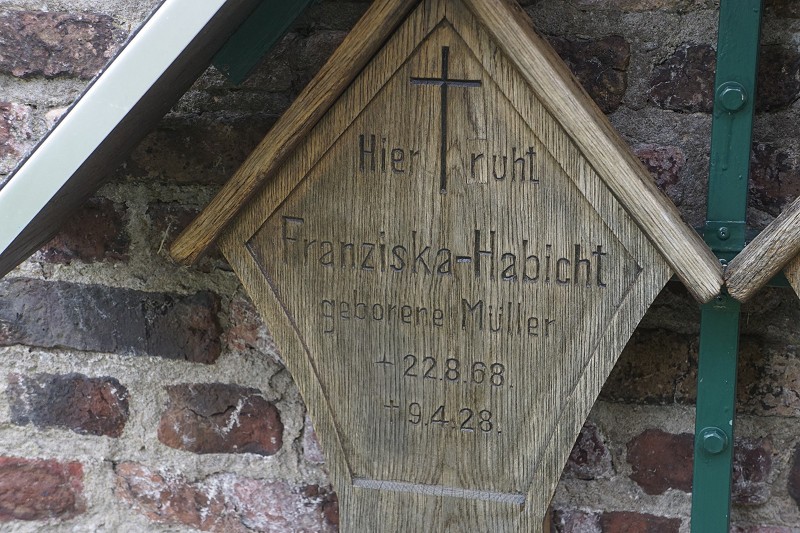 Hier ruht
Franziska-Habicht
geborene Müller
+ 22.8.68.
+ 9.4.28.